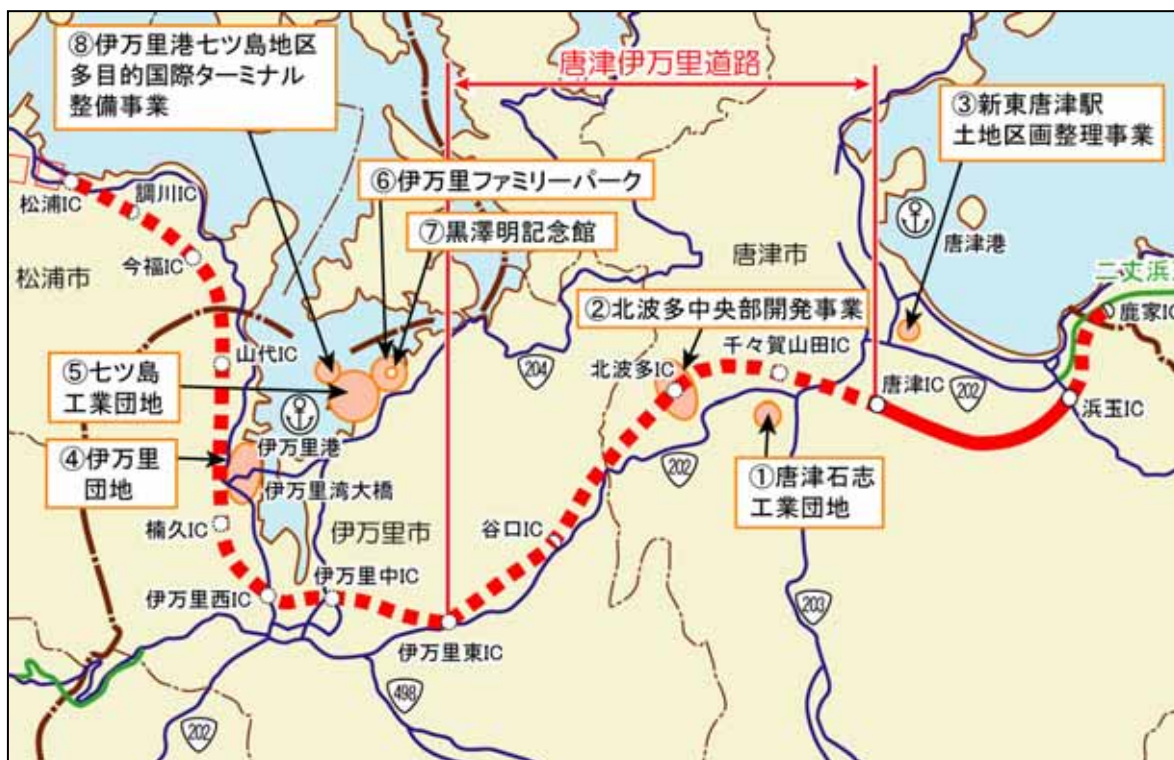 ⑧伊万里港七ツ島地区
多目的国際ターミナル
整備事業
唐津伊万里道路
③新東唐津駅
土地区画整理事業
⑥伊万里ファミリーパーク
⑦黒澤明記念館
松浦IC
調川IC
今福IC
松浦市
山代IC
唐津市
唐津港
二丈浜
鹿家IC
②北波多中央部開発事業
千々賀山田IC
北波多IC
204
⑤七ツ島
工業団地
唐津IC
202
浜玉IC
伊万里港
④伊万里
団地
伊万里湾大橋
202
①唐津石志
工業団地
楠久IC
伊万里市
谷口IC
伊万里中IC
伊万里西IC
伊万里東IC
203
498
202